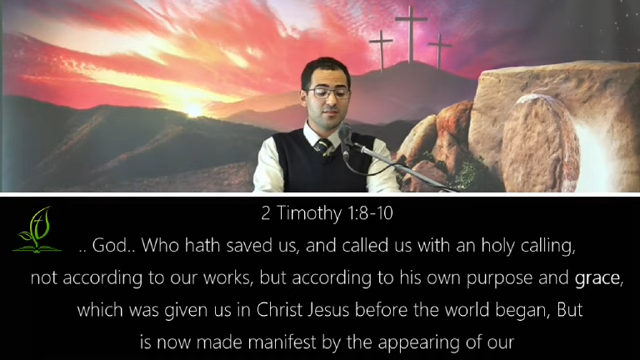 2 Timothy 1:8-10
.. God.. Who hath saved us, and called us with an holy calling,
not according to our works, but according to his own purpose and grace,
which was given us in Christ Jesus before the world began, But
is now made manifest by the appearing of our